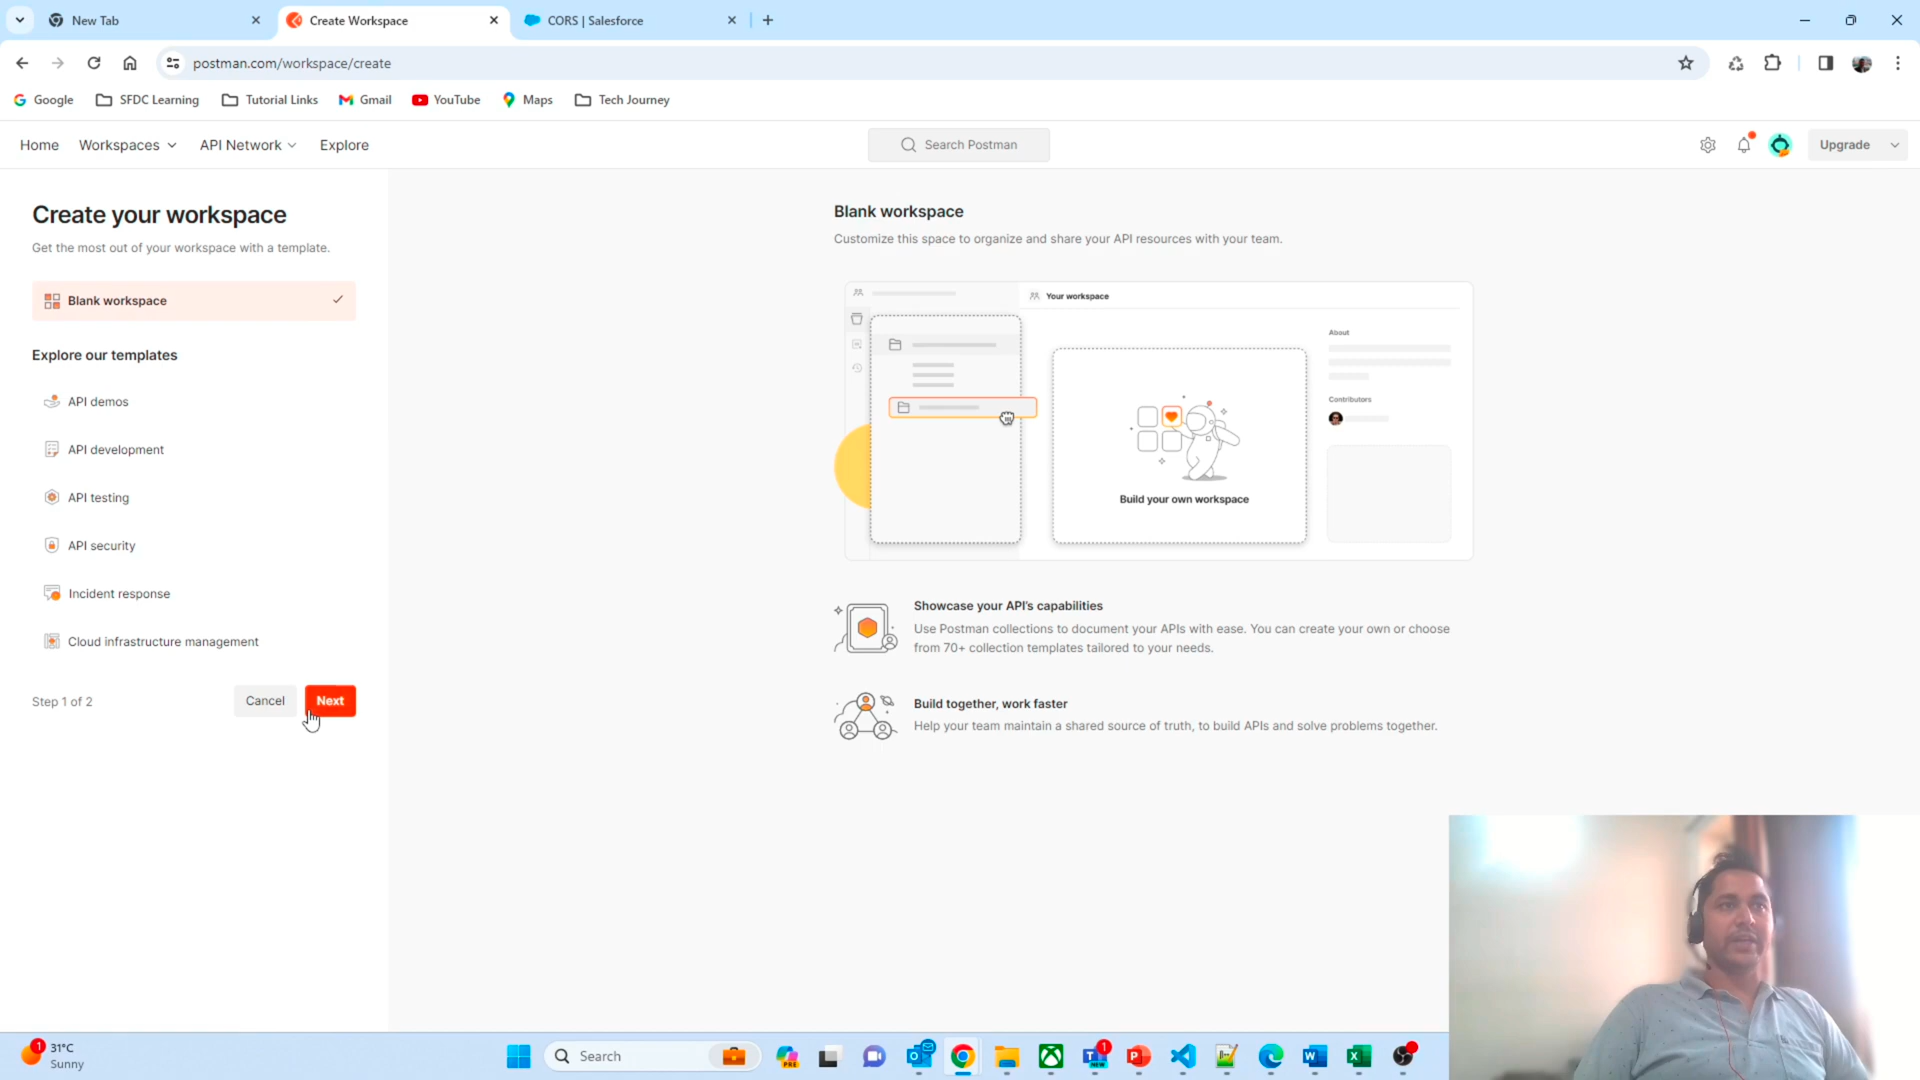 New Tab
Create Workspace
CORS | Salesforce
postman.com/workspace/create
Google
SFDC Learning
Tutorial Links
Gmail
YouTube
Maps
Tech Journey
Home
Workspaces
API Network
Explore
Search Postman
Upgrade
Create your workspace
Get the most out of your workspace with a template.
Blank workspace
Explore our templates
API demos
API development
API testing
API security
Incident response
Cloud infrastructure management
Step 1 of 2
Cancel
Next
Blank workspace
Customize this space to organize and share your API resources with your team.
Your workspace
About
Contributors
Build your own workspace
Showcase your API's capabilities
Use Postman collections to document your APIs with ease. You can create your own or choose
from 70+ collection templates tailored to your needs.
Build together, work faster
Help your team maintain a shared source of truth, to build APIs and solve problems together.
1
31°C
Sunny
Search
PRE
1
NEW